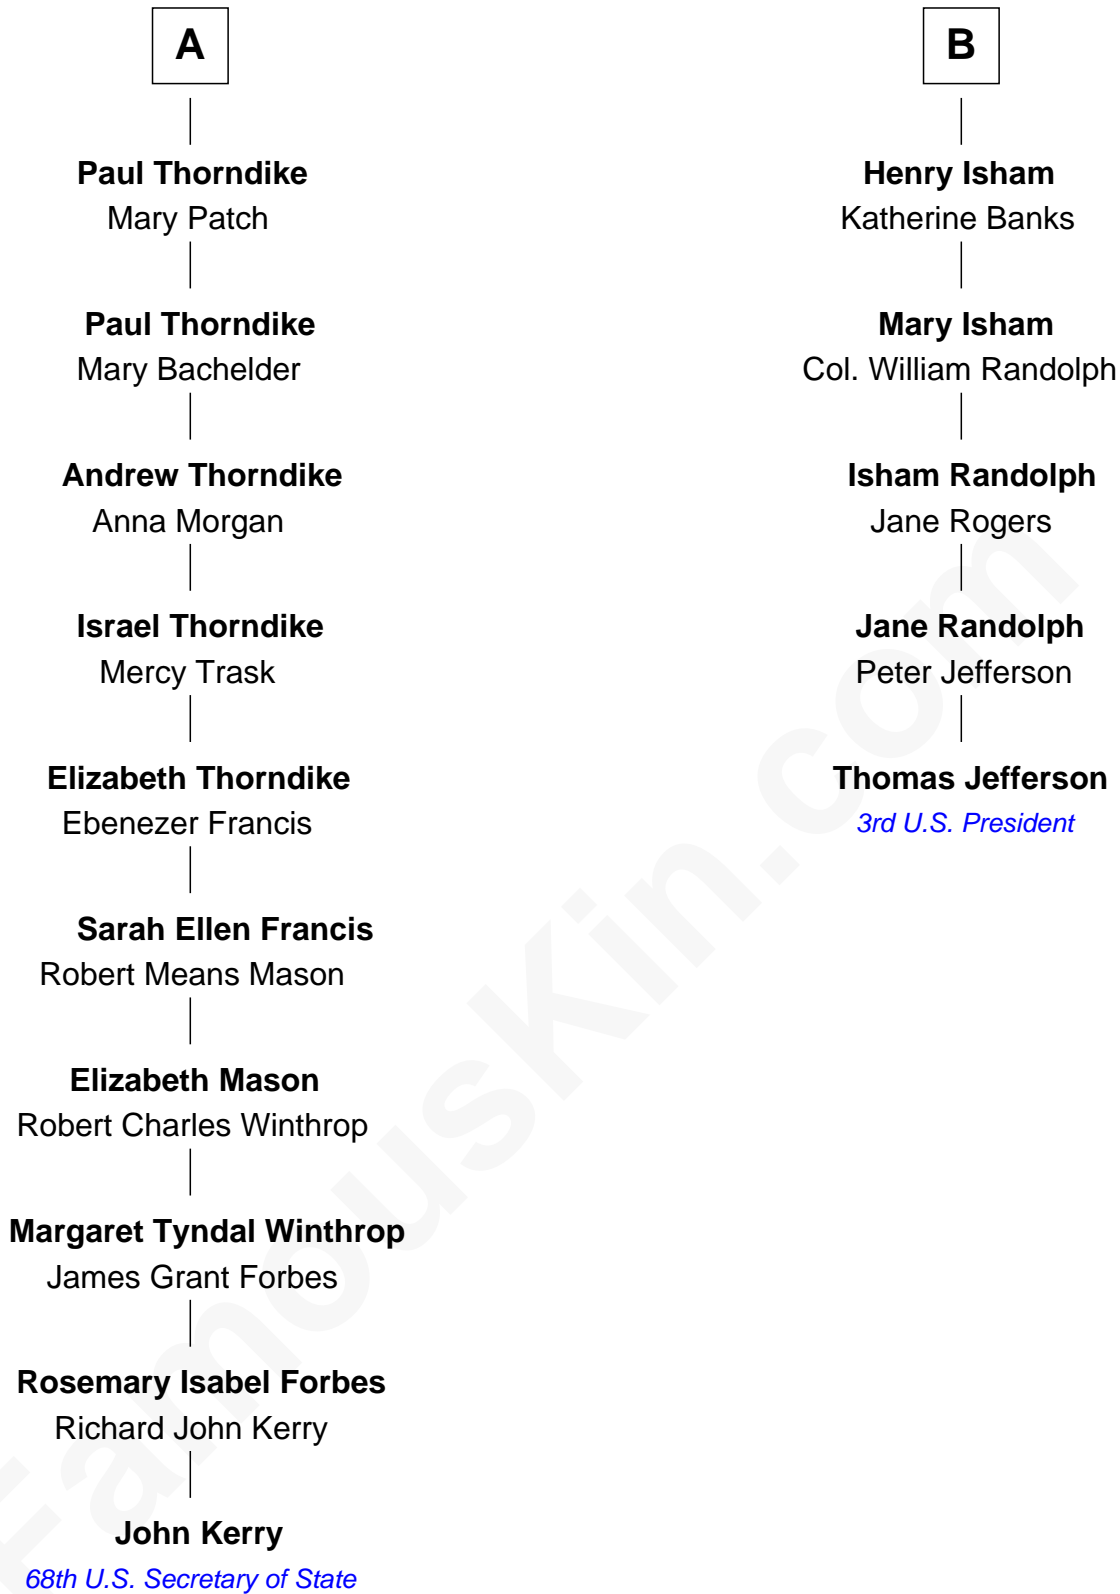 A
Paul Thorndike
Mary Patch
Paul Thorndike
Mary Bachelder
Andrew Thorndike
Anna Morgan
Israel Thorndike
Mercy Trask
Elizabeth Thorndike
Ebenezer Francis
Sarah Ellen Francis
Robert Means Mason
Elizabeth Mason
Robert Charles Winthrop
Margaret Tyndal Winthrop
James Grant Forbes
Rosemary Isabel Forbes
Richard John Kerry
John Kerry
68th U.S. Secretary of State
B
Henry Isham
Katherine Banks
Mary Isham
Col. William Randolph
Isham Randolph
Jane Rogers
Jane Randolph
Peter Jefferson
Thomas Jefferson
3rd U.S. President
FamousKin.com